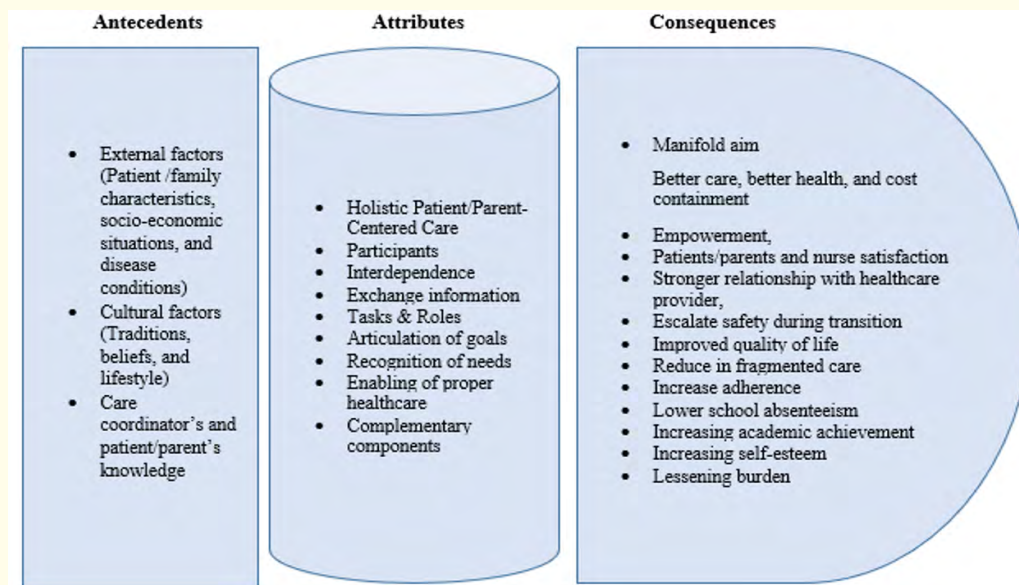 Antecedents
Attributes
Consequences
• External factors
(Patient /family
characteristics,
socio-economic
situations, and
disease
conditions)
• Cultural factors
(Traditions,
beliefs, and
lifestyle)
• Care
coordinator’s and
patient/parent’s
knowledge
• Holistic Patient/Parent-
Centered Care
• Participants
• Interdependence
• Exchange information
• Tasks & Roles
• Articulation of goals
• Recognition of needs
• Enabling of proper
healthcare
• Complementary
components
• Manifold aim
Better care, better health, and cost
containment
• Empowerment,
• Patients/parents and nurse satisfaction
• Stronger relationship with healthcare
provider,
• Escalate safety during transition
• Improved quality of life
• Reduce in fragmented care
• Increase adherence
• Lower school absenteeism
• Increasing academic achievement
• Increasing self-esteem
• Lessening burden